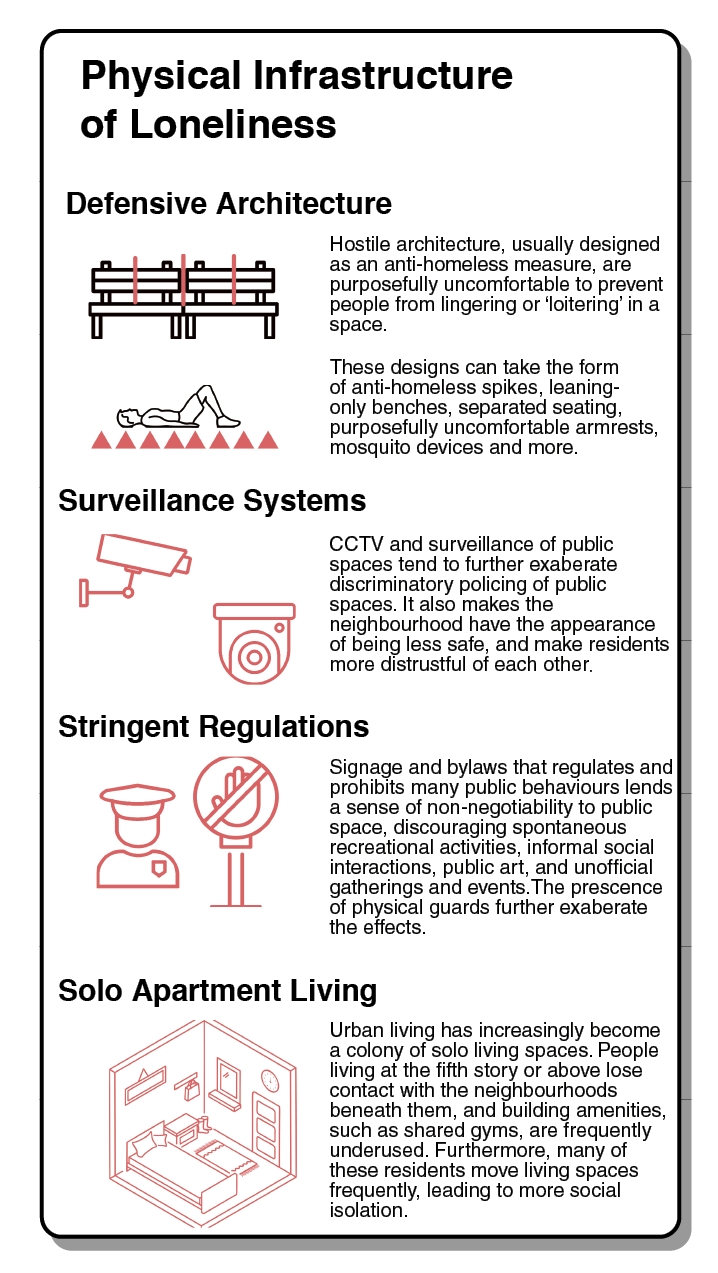 Physical Infrastructure
of Loneliness
Defensive Architecture
Hostile architecture, usually designed
as an anti-homeless measure, are
purposefully uncomfortable to prevent
people from lingering or ‘loitering’ in a
space.
These designs can take the form
of anti-homeless spikes, leaning-
only benches, separated seating,
purposefully uncomfortable armrests,
mosquito devices and more.
Surveillance Systems
CCTV and surveillance of public
spaces tend to further exaberate
discriminatory policing of public
spaces. It also makes the
neighbourhood have the appearance
of being less safe, and make residents
more distrustful of each other.
Stringent Regulations
Signage and bylaws that regulates and
prohibits many public behaviours lends
a sense of non-negotiability to public
space, discouraging spontaneous
recreational activities, informal social
interactions, public art, and unofficial
gatherings and events.The prescence
of physical guards further exaberate
the effects.
Solo Apartment Living
Urban living has increasingly become
a colony of solo living spaces. People
living at the fifth story or above lose
contact with the neighbourhoods
beneath them, and building amenities,
such as shared gyms, are frequently
underused. Furthermore, many of
these residents move living spaces
frequently, leading to more social
isolation.